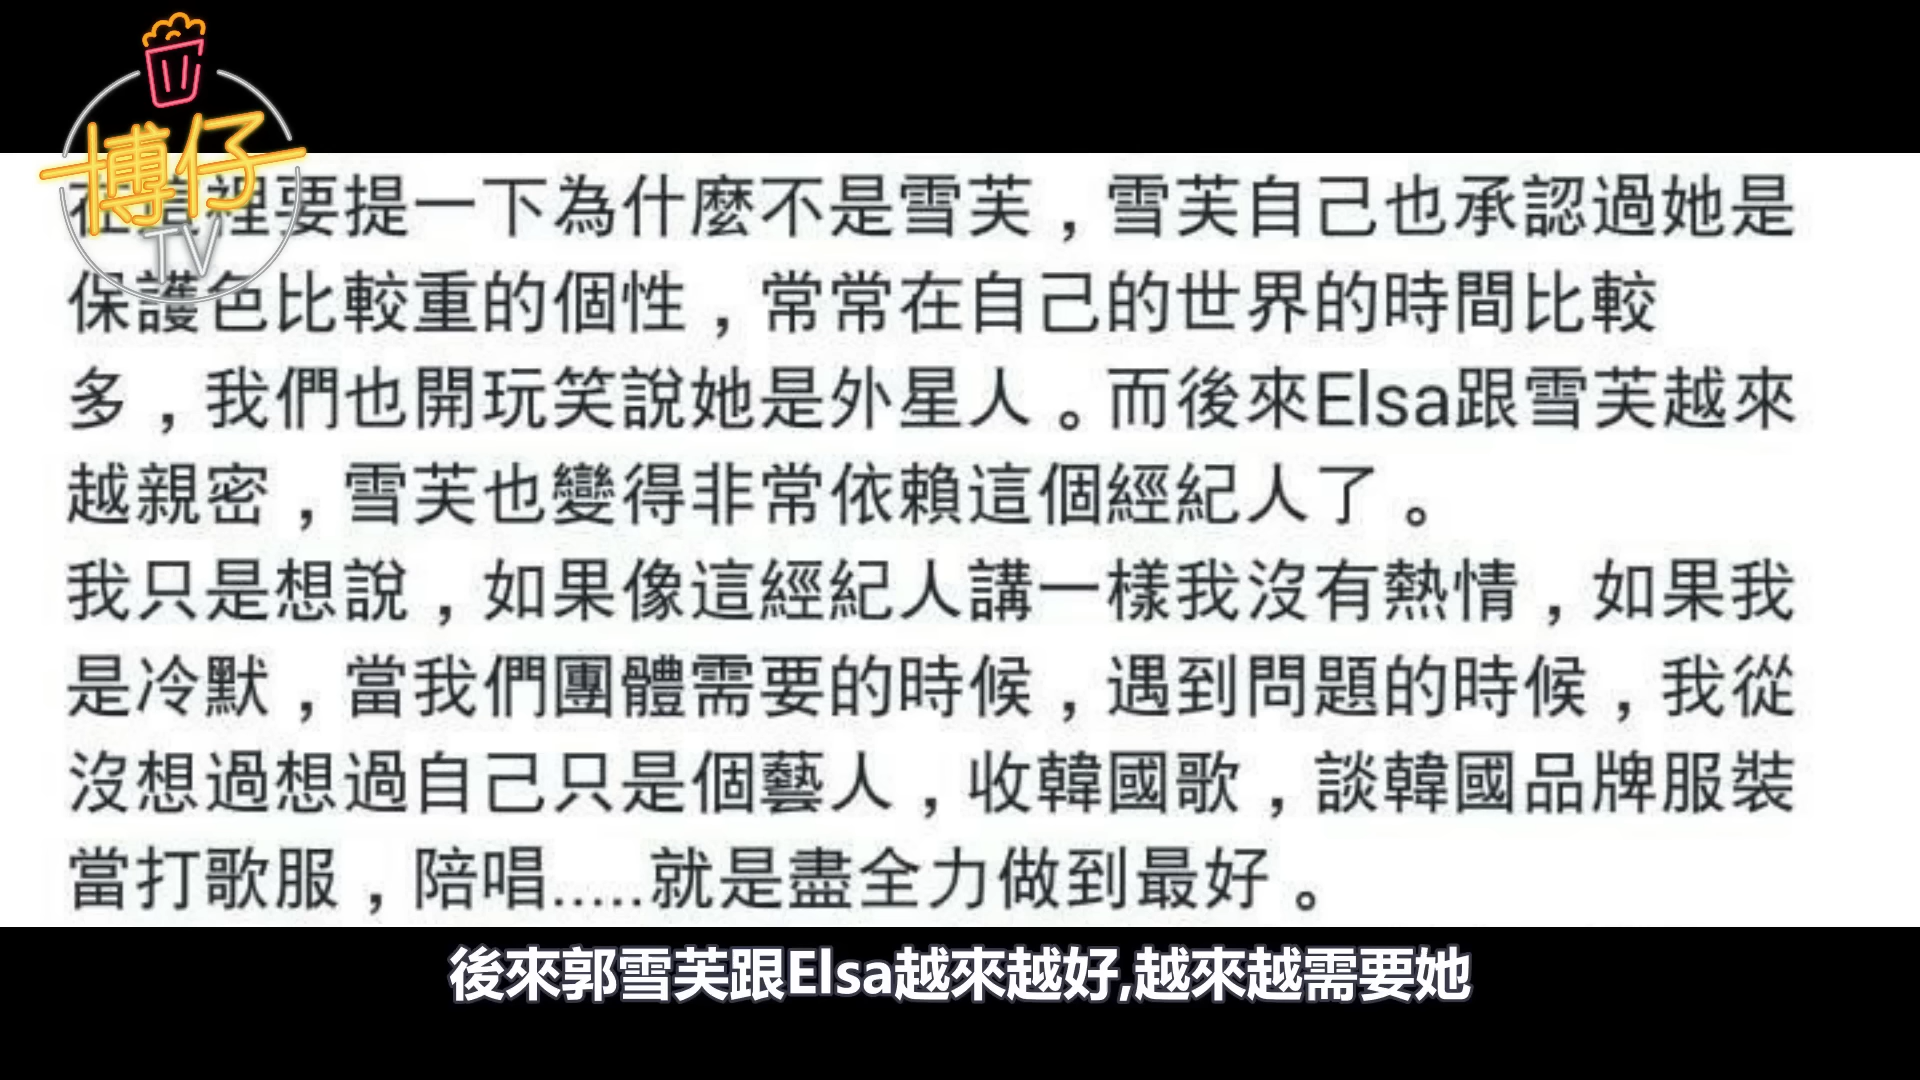 博仔
TV
在這裡要提一下為什麼不是雪芙，雪芙自己也承認過她是
保護色比較重的個性，常常在自己的世界的時間比較
多，我們也開玩笑說她是外星人。而後來Elsa跟雪芙越來
越親密，雪芙也變得非常依賴這個經紀人了。
我只是想說，如果像這經紀人講一樣我沒有熱情，如果我
是冷默，當我們團體需要的時候，遇到問題的時候，我從
沒想過想過自己只是個藝人，收韓國歌，談韓國品牌服裝
當打歌服，陪唱.....就是盡全力做到最好。
後來郭雪芙跟Elsa越來越好,越來越需要她